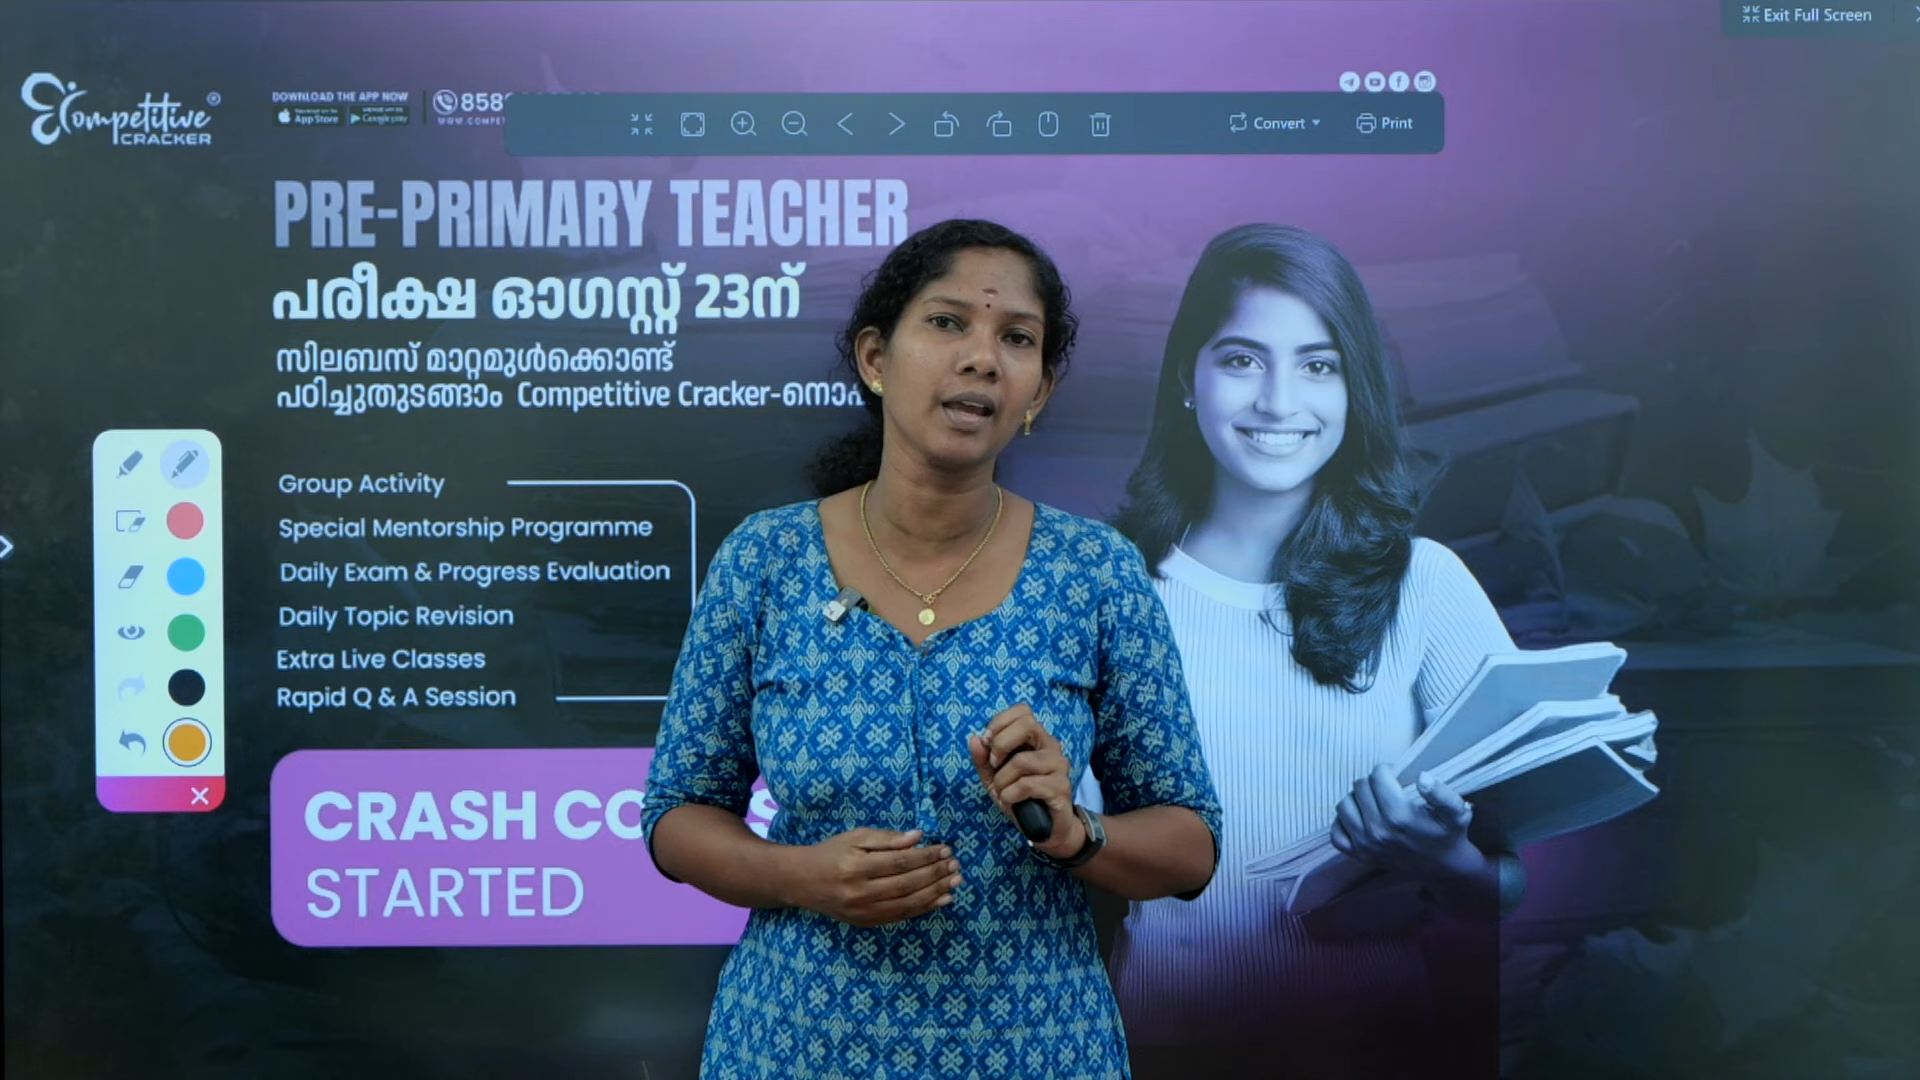 Exit Full Screen
Competitive
CRACKER
DOWNLOAD THE APP NOW
App Store
Google play
858
WWW.COMPET
Convert
Print
PRE-PRIMARY TEACHER
പരീക്ഷ ഓഗസ്റ്റ് 23ന്
സിലബസ് മാറ്റമുൾക്കൊണ്ട്
പഠിച്ചുതുടങ്ങാം Competitive Cracker-നൊപ
Group Activity
Special Mentorship Programme
Daily Exam & Progress Evaluation
Daily Topic Revision
Extra Live Classes
Rapid Q & A Session
CRASH CO S
STARTED